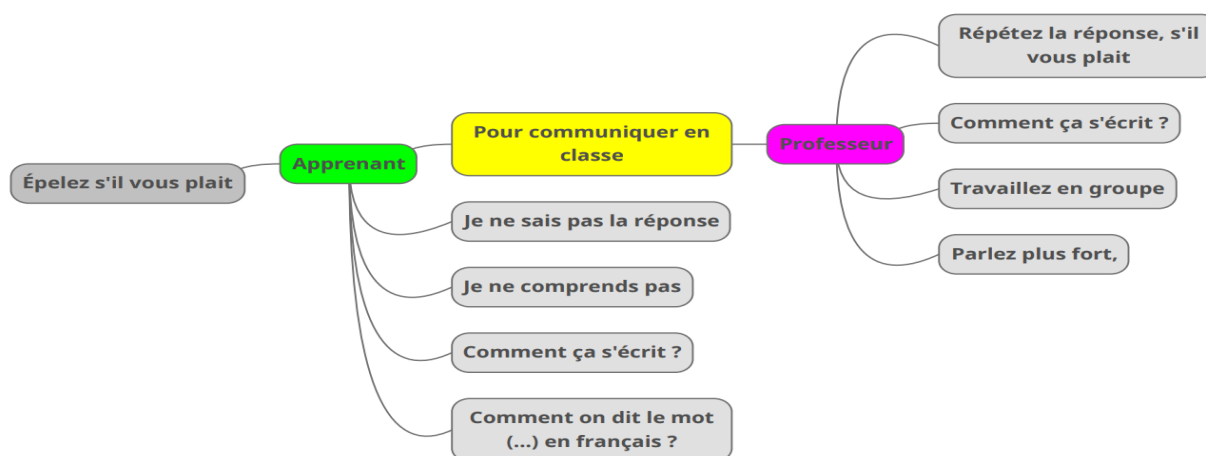 Épelez s'il vous plait
Apprenant
Pour communiquer en
classe
Je ne sais pas la réponse
Je ne comprends pas
Comment ça s'écrit ?
Comment on dit le mot
(...) en français ?
Professeur
Répétez la réponse, s'il
vous plait
Comment ça s'écrit ?
Travaillez en groupe
Parlez plus fort,